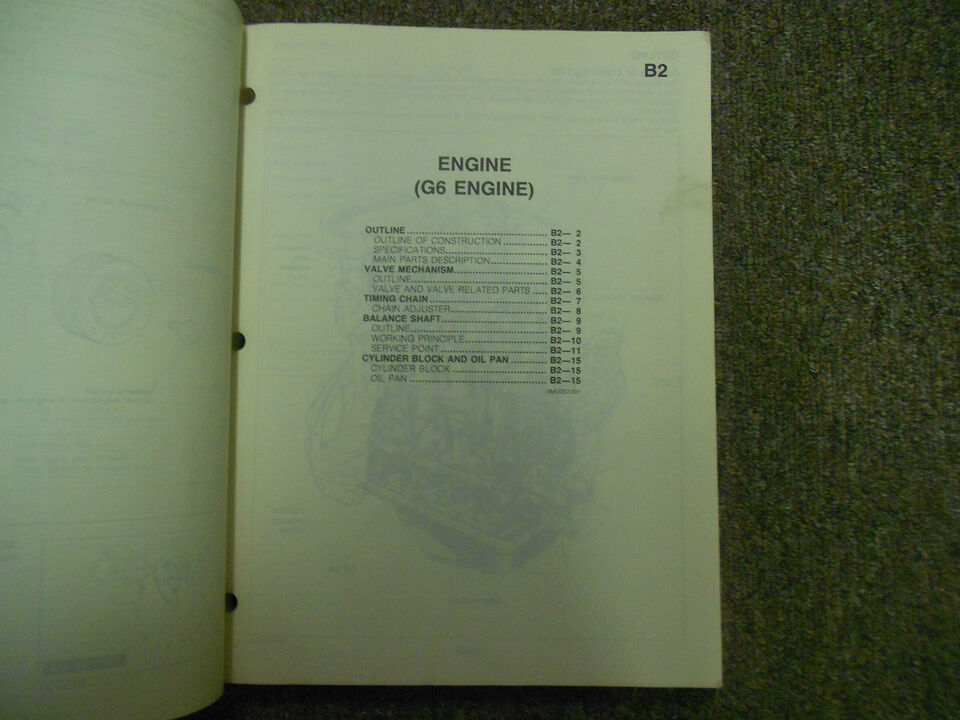 B2
ENGINE
(G6 ENGINE)
OUTLINE ........................................ B2— 2
OUTLINE OF CONSTRUCTION ............. B2— 2
SPECIFICATIONS ............................. B2— 3
MAIN PARTS DESCRIPTION ................ B2— 4
VALVE MECHANISM .......................... B2— 5
OUTLINE ........................................ B2— 5
VALVE AND VALVE RELATED PARTS ..... B2— 6
TIMING CHAIN ................................. B2— 7
CHAIN ADJUSTER ............................ B2— 8
BALANCE SHAFT .............................. B2— 9
OUTLINE ........................................ B2— 9
WORKING PRINCIPLE ....................... B2—10
SERVICE POINT ............................... B2—11
CYLINDER BLOCK AND OIL PAN .......... B2—15
CYLINDER BLOCK ............................ B2—15
OIL PAN ......................................... B2—15